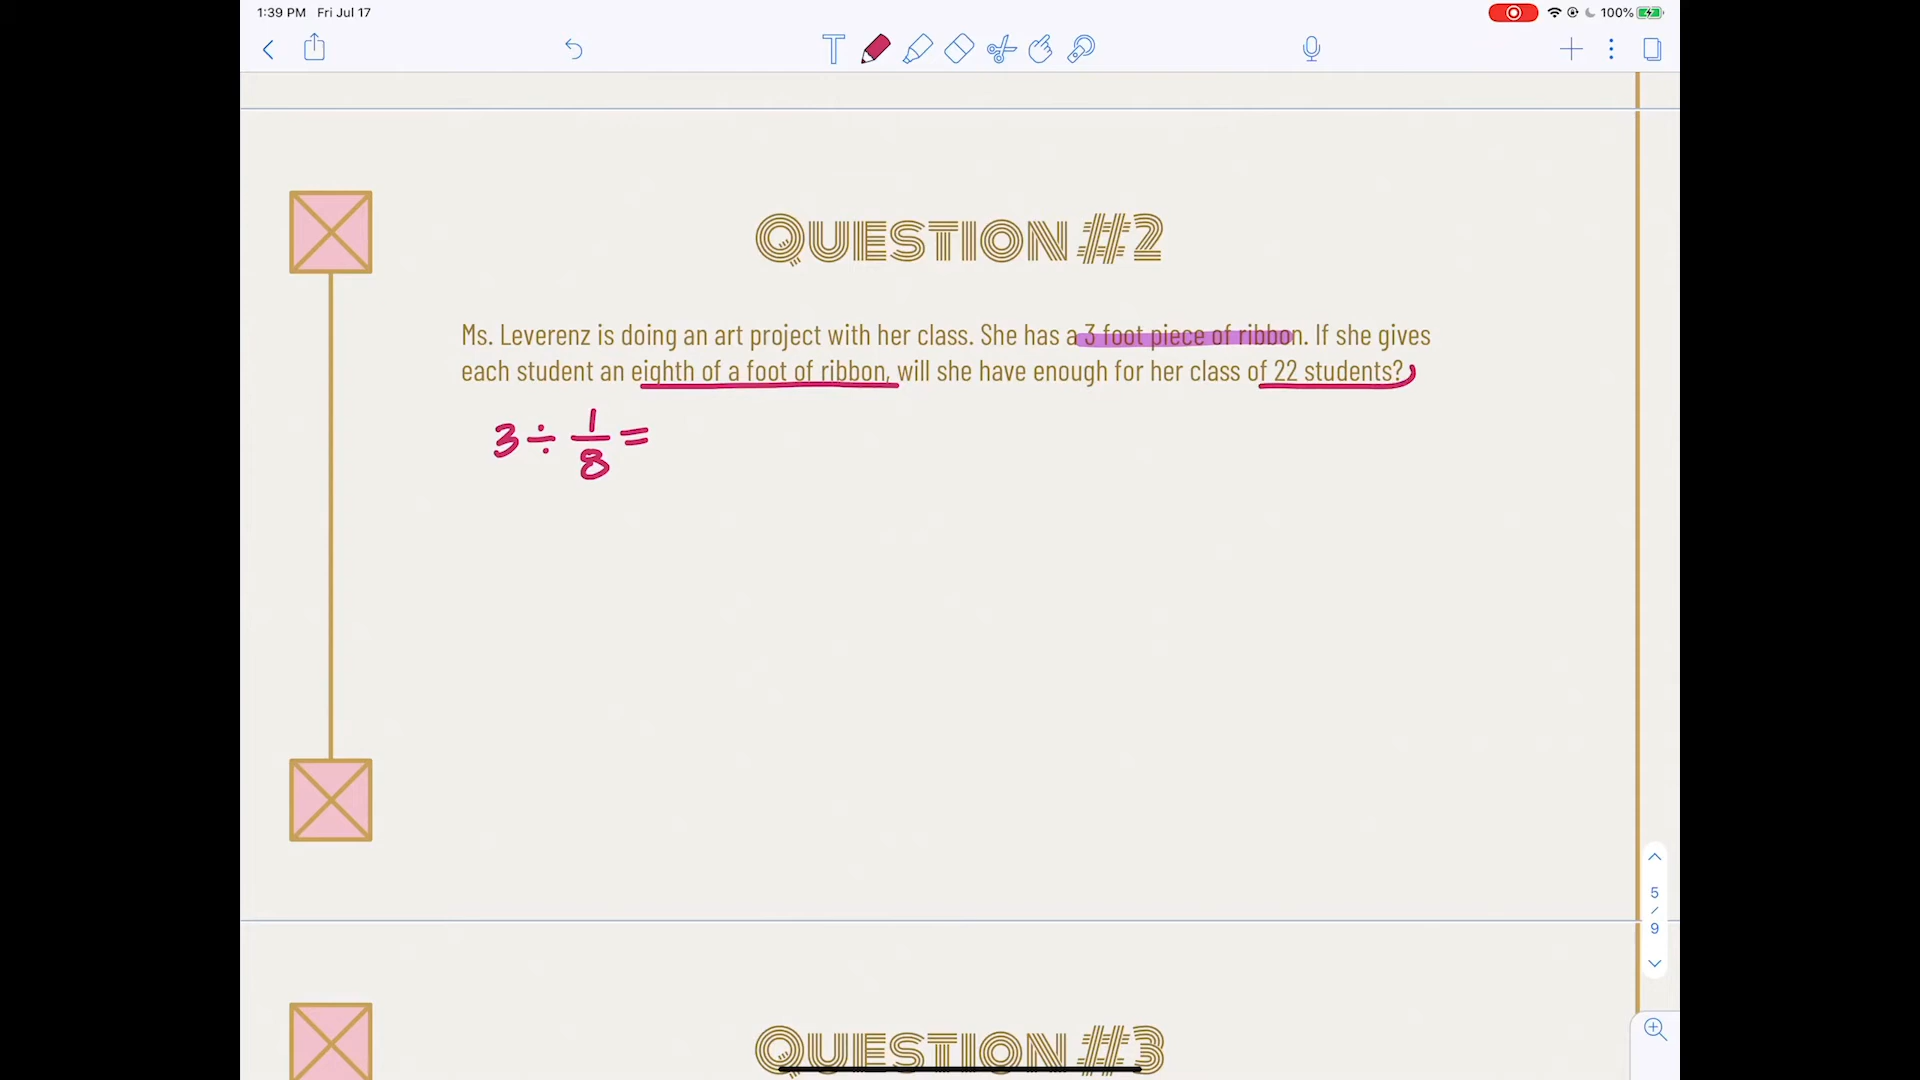 1:39 PM Fri Jul 17
100%
QUESTION #2
Ms. Leverenz is doing an art project with her class. She has a 3 foot piece of ribbon. If she gives
each student an eighth of a foot of ribbon, will she have enough for her class of 22 students?
3 ÷ 1/8 =
5
/
9
QUESTION #3